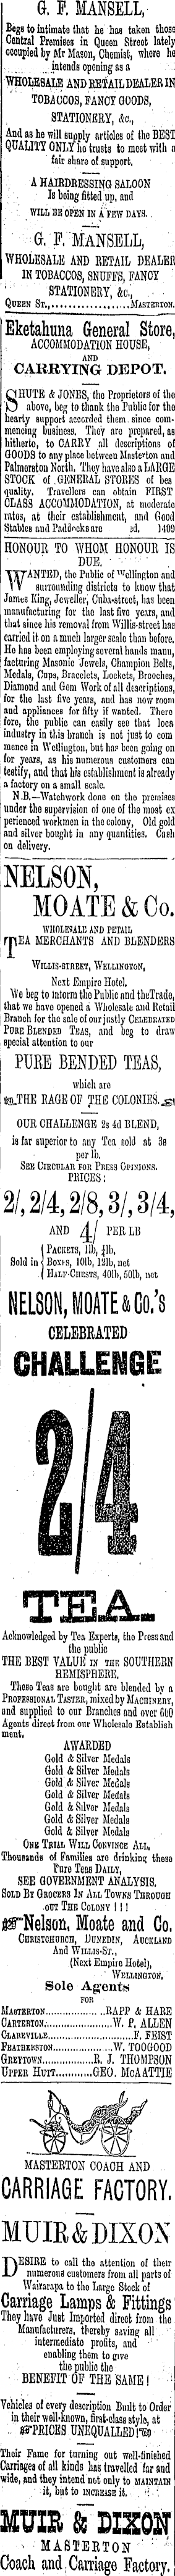 G. F. MANSELL,
Begs to intimate that he has taken those
Central Premises in Queen Street lately
occupied by Mr Mason, Chemist, where he
intends opening as a
WHOLESALE AND RETAIL DEALER IN
TOBACCOS, FANCY GOODS,
STATIONERY, &c.,
And as he will supply articles of the BEST
QUALITY ONLY he trusts to meet with a
fair share of support.
A HAIRDRESSING SALOON
Is being fitted up, and
WILL BE OPEN IN A FEW DAYS.
G. F. MANSELL,
WHOLESALE AND RETAIL DEALER
IN TOBACCOS, SNUFFS, FANCY
STATIONERY, &c.,
QUEEN ST.,................MASTERTON.
Eketahuna General Store,
ACCOMMODATION HOUSE,
AND
CARRYING DEPOT.
SHUTE & JONES, the Proprietors of the
above, beg to thank the Public for the
hearty support accorded them since com-
mencing business. They are prepared, as
hitherto, to CARRY all descriptions of
GOODS to any place between Masterton and
Palmerston North. They have also a LARGE
STOCK of GENERAL STORES of bes
quality. Travellers can obtain FIRST
CLASS ACCOMMODATION, at moderate
rates, at their establishment, and Good
Stables and Paddocks are ed. 1409
HONOUR TO WHOM HONOUR IS
DUE.
WANTED, the Public of Wellington and
surrounding districts to know that
James King, Jeweller, Cuba-street, has been
manufacturing for the last five years, and
that since his removal from Willis-street has
carried it on a much larger scale than before.
He has been employing several hands manu,
facturing Masonic Jewels, Champion Belts,
Medals, Cups, Bracelets, Lockets, Brooches,
Diamond and Gem Work of all descriptions,
for the last five years, and has now room
and appliances for fifty if wanted. There
fore, the public can easily see that loca
industry in this branch is not just to com
mence in Wellington, but has been going on
for years, as his numerous customers can
testify, and that his establishment is already
a factory on a small scale.
N.B.—Watchwork done on the premises
under the supervision of one of the most ex
perienced workmen in the colony, Old gold
and silver bought in any quantities. Cash
on delivery.
NELSON,
MOATE & Co.
WHOLESALE AND PETAIL
TEA MERCHANTS AND BLENDERS
WILLIS-STREET, WELLINGTON,
Next Empire Hotel.
We beg to inform the Public and the Trade,
that we have opened a Wholesale and Retail
Branch for the sale of our justly CELEBRATED
PURE BLENDED TEAS, and beg to draw
special attention to our
PURE BENDED TEAS,
which are
THE RAGE OF THE COLONIES.
OUR CHALLENGE 2s 4d BLEND,
is far superior to any Tea sold at 3s
per lb.
SEE CIRCULAR FOR PRESS OPINIONS.
PRICES:
2/, 2/4, 2/8, 3/, 3/4,
AND 4/ PER LB
Sold in { PACKETS, 1lb, ½lb,
BOXES, 10lb, 12lb, net
HALF-CHESTS, 40lb, 50lb, net
NELSON, MOATE & CO.'S
CELEBRATED
CHALLENGE
2/4
TEA.
Acknowledged by Tea Experts, the Press and
the public
THE BEST VALUE IN THE SOUTHERN
HEMISPHERE.
These Teas are bought are blended by a
PROFESSIONAL TASTER, mixed by MACHINERY,
and supplied to our Branches and over 600
Agents direct from our Wholesale Establish
ment.
AWARDED
Gold & Silver Medals
Gold & Silver Medals
Gold & Silver Medals
Gold & Silver Medals
Gold & Silver Medals
Gold & Silver Medals
Gold & Silver Medals
ONE TRIAL WILL CONVINCE ALL,
Thousands of Families are drinking these
Pure Teas DAILY,
SEE GOVERNMENT ANALYSIS.
SOLD BY GROCERS IN ALL TOWNS THROUGH
OUT THE COLONY ! ! !
Nelson, Moate and Co.
CHRISTCHURCH, DUNEDIN, AUCKLAND
And WILLIS-ST.,
(Next Empire Hotel),
WELLINGTON.
Sole Agents
FOR
MASTERTON................RAPP & HARE
CARTERTON................W. P. ALLEN
CLAREVILLE................F. FEIST
FEATHERSTON................W. TOOGOOD
GREYTOWN................R. J. THOMPSON
UPPER HUTT................GEO. McAATTIE
MASTERTON COACH AND
CARRIAGE FACTORY.
MUIR & DIXON
DESIRE to call the attention of their
numerous customers from all parts of
Wairarapa to the Large Stock of
Carriage Lamps & Fittings
They have Just Imported direct from the
Manufacturers, thereby saving all
intermediate profits, and
enabling them to give
the public the
BENEFIT OF THE SAME !
Vehicles of every description Built to Order
in their well-known, first-class style, at
PRICES UNEQUALLED!
Their Fame for turning out well-finished
Carriages of all kinds has travelled far and
wide, and they intend not only to MAINTAIN
it, but to INCREASE it.
MUIR & DIXON
MASTERTON
Coach and Carriage Factory.